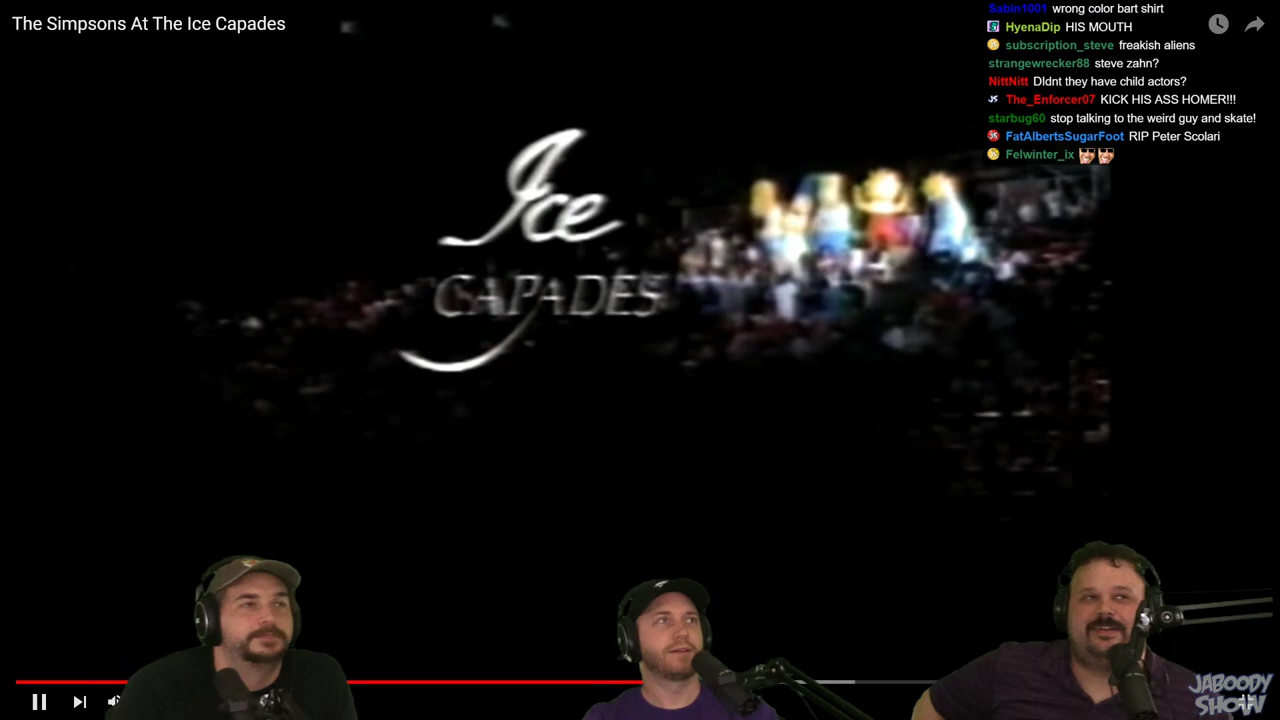 The Simpsons At The Ice Capades
Sabin1001 wrong color bart shirt
HyenaDip HIS MOUTH
subscription_steve freakish aliens
strangewrecker88 steve zahn?
NittNitt DIdnt they have child actors?
The_Enforcer07 KICK HIS ASS HOMER!!!
starbug60 stop talking to the weird guy and skate!
FatAlbertsSugarFoot RIP Peter Scolari
Felwinter_ix
Ice
CAPADES
JABOODY
SHOW